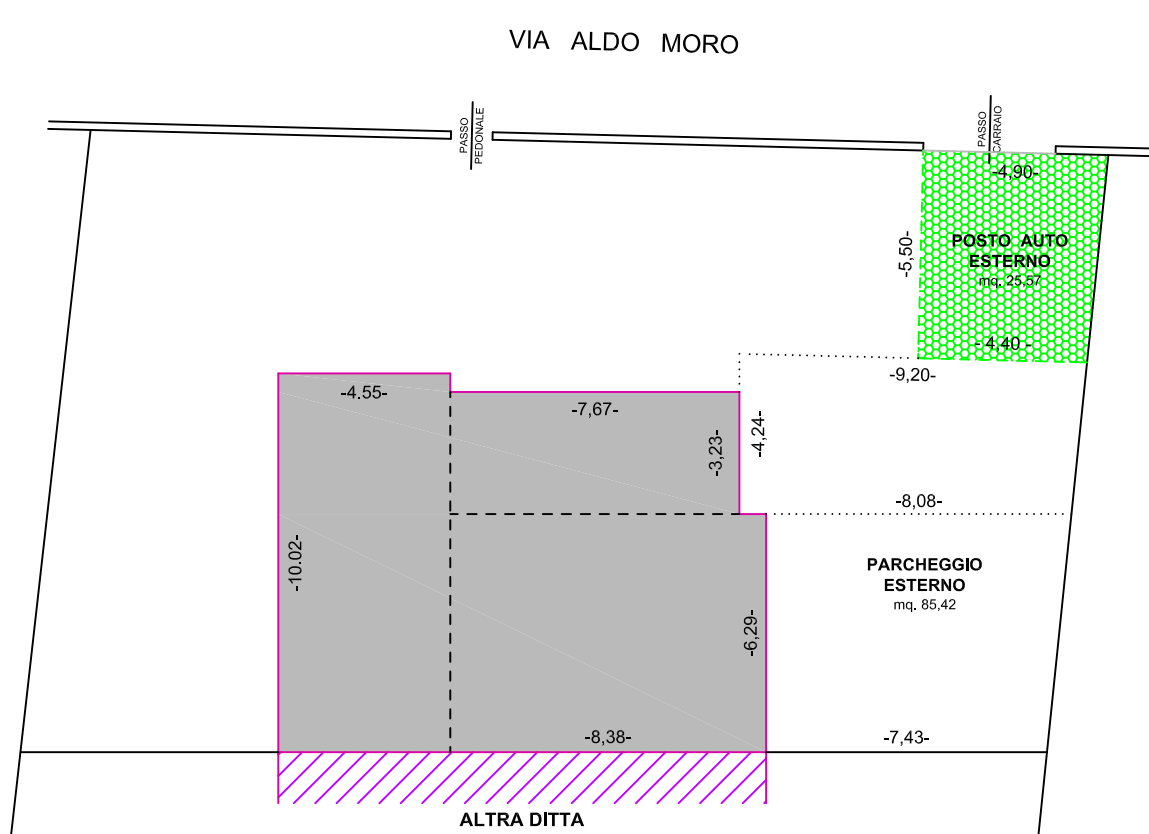 VIA ALDO MORO
PASSO
PEDONALE
PASSO
CARRAIO
-4,90-
-5,50-
POSTO AUTO
ESTERNO
mq. 25,57
- 4,40 -
-9,20-
-4.55-
-7,67-
-3,23-
-4,24-
-8,08-
-10.02-
PARCHEGGIO
ESTERNO
mq. 85,42
-6,29-
-8,38-
-7,43-
ALTRA DITTA